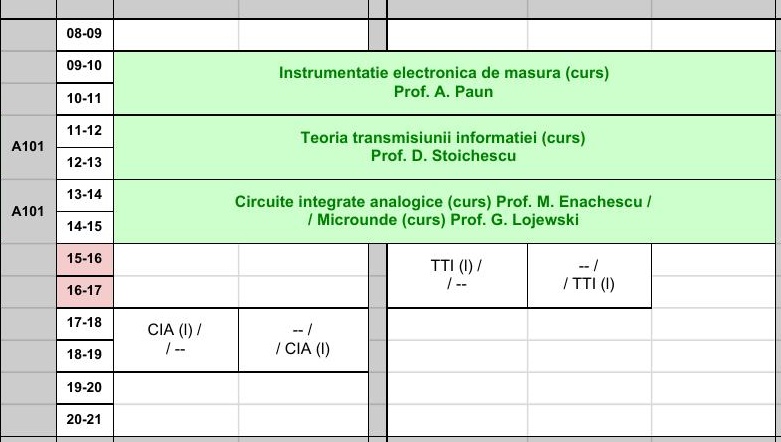 08-09
09-10
Instrumentatie electronica de masura (curs)
Prof. A. Paun
10-11
A101
11-12
Teoria transmisiunii informatiei (curs)
Prof. D. Stoichescu
12-13
A101
13-14
Circuite integrate analogice (curs) Prof. M. Enachescu /
/ Microunde (curs) Prof. G. Lojewski
14-15
15-16
TTI (l) /
/ --
-- /
/ TTI (l)
16-17
17-18
CIA (l) /
/ --
-- /
/ CIA (l)
18-19
19-20
20-21